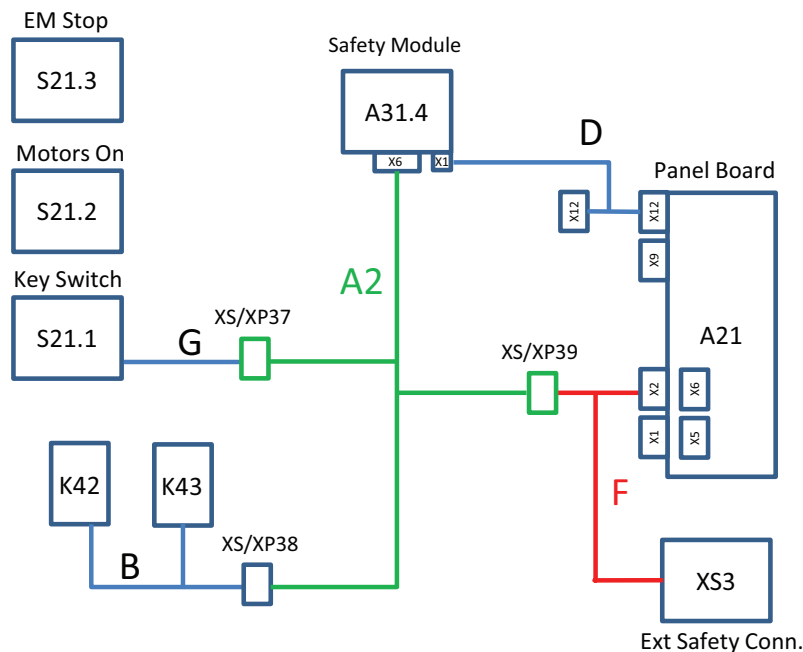 EM Stop
S21.3
Safety Module
A31.4
X6
X1
D
Motors On
S21.2
Panel Board
X12
X12
X9
Key Switch
S21.1
G
XS/XP37
A2
XS/XP39
A21
X2
X6
X1
X5
K42
K43
B
XS/XP38
F
XS3
Ext Safety Conn.